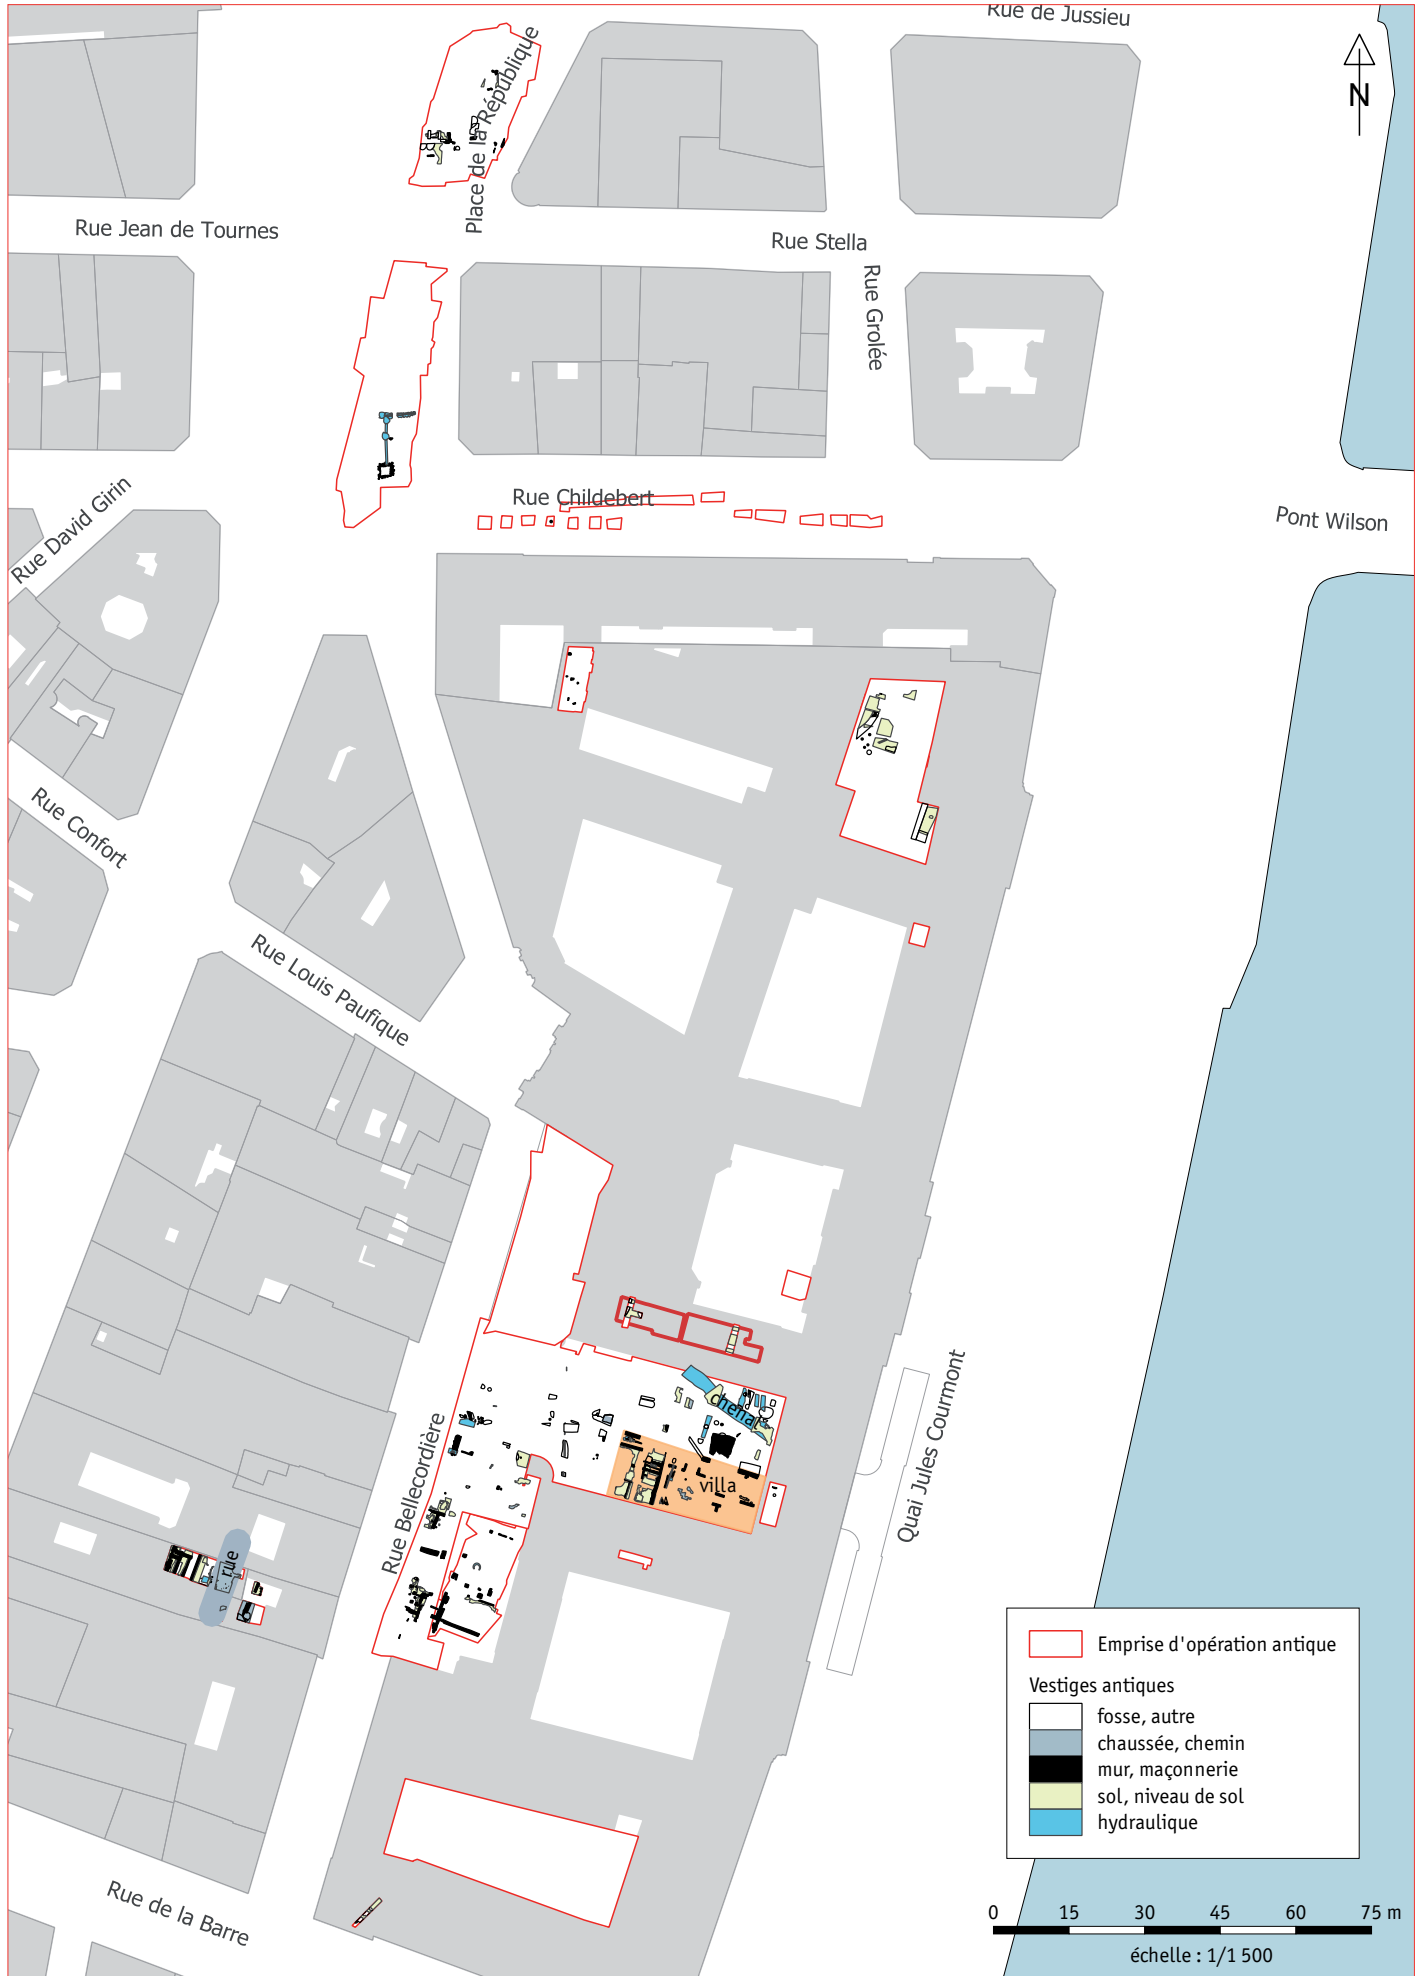 Rue de Jussieu
N
Place de la République
Rue Jean de Tournes
Rue Stella
Rue Grolée
Rue Childebert
Pont Wilson
Rue David Girin
Rue Confort
Rue Louis Paufique
Quai Jules Courmont
chenal
Rue Bellecordière
villa
rue
Emprise d'opération antique
Vestiges antiques
fosse, autre
chaussée, chemin
mur, maçonnerie
sol, niveau de sol
hydraulique
Rue de la Barre
0 15 30 45 60 75 m
échelle : 1/1 500